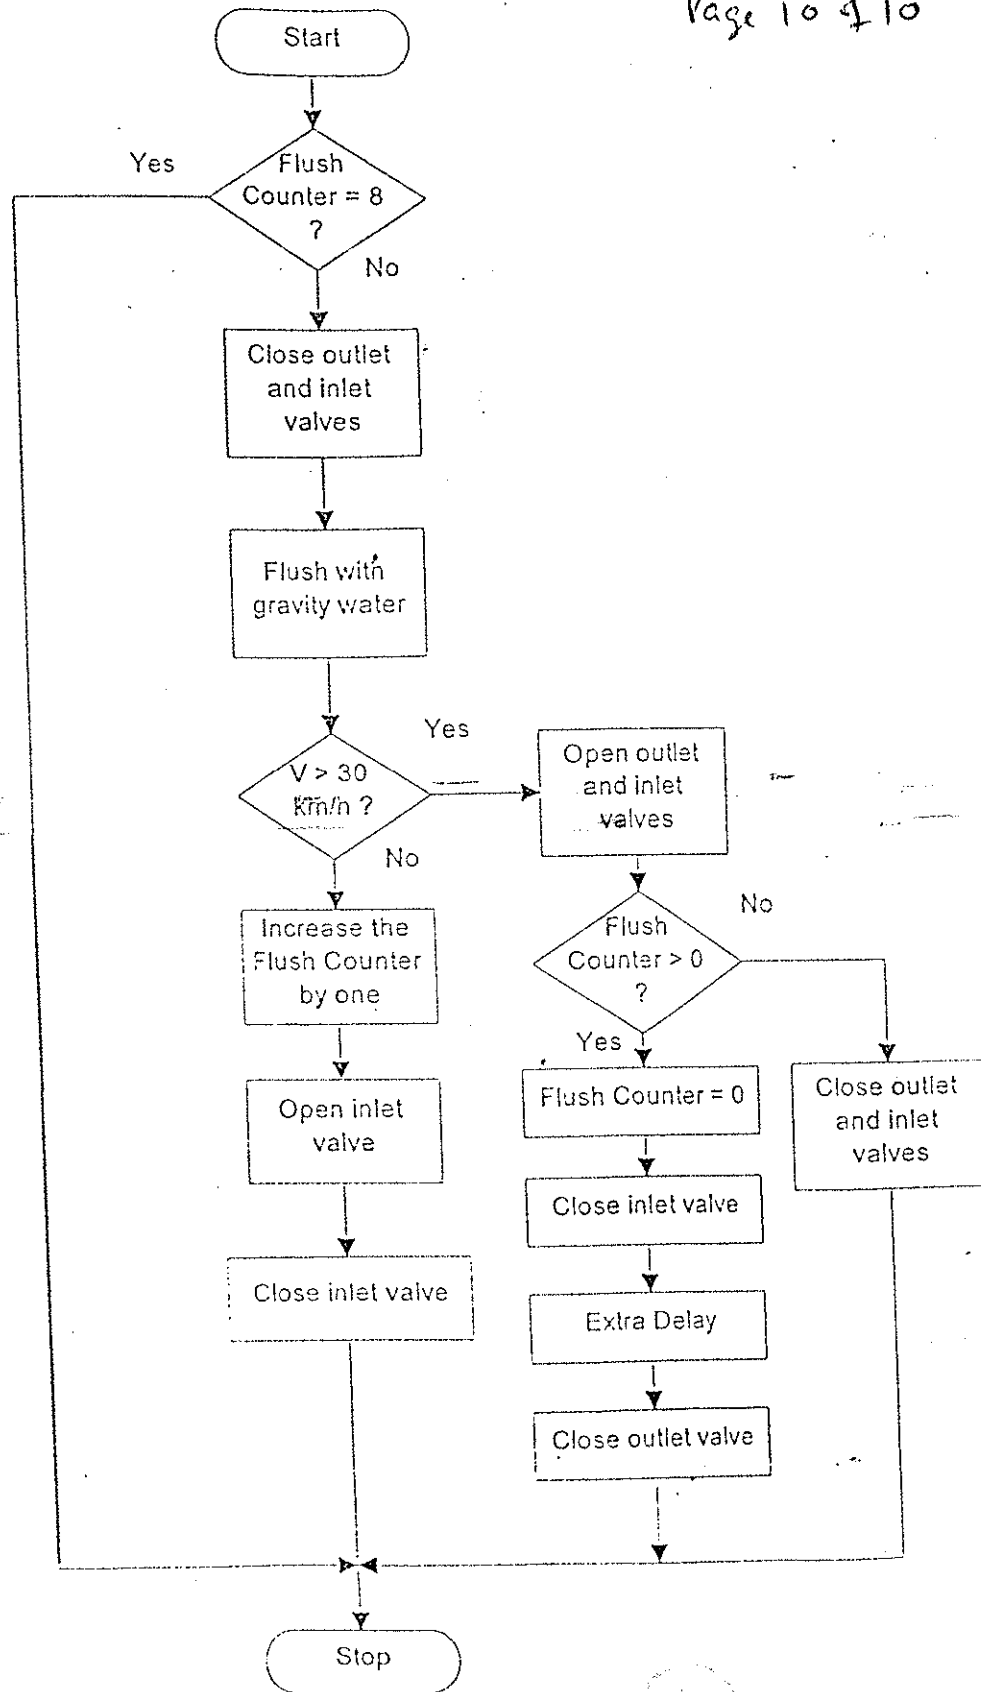 Page 10 of 10
Start
Yes
Flush
Counter = 8
?
No
Close outlet
and inlet
valves
Flush with
gravity water
V > 30
Km/h ?
Yes
No
Open outlet
and inlet
valves
Increase the
Flush Counter
by one
Flush
Counter > 0
?
No
Yes
Open inlet
valve
Flush Counter = 0
Close outlet
and inlet
valves
Close inlet valve
Close inlet valve
Extra Delay
Close outlet valve
Stop